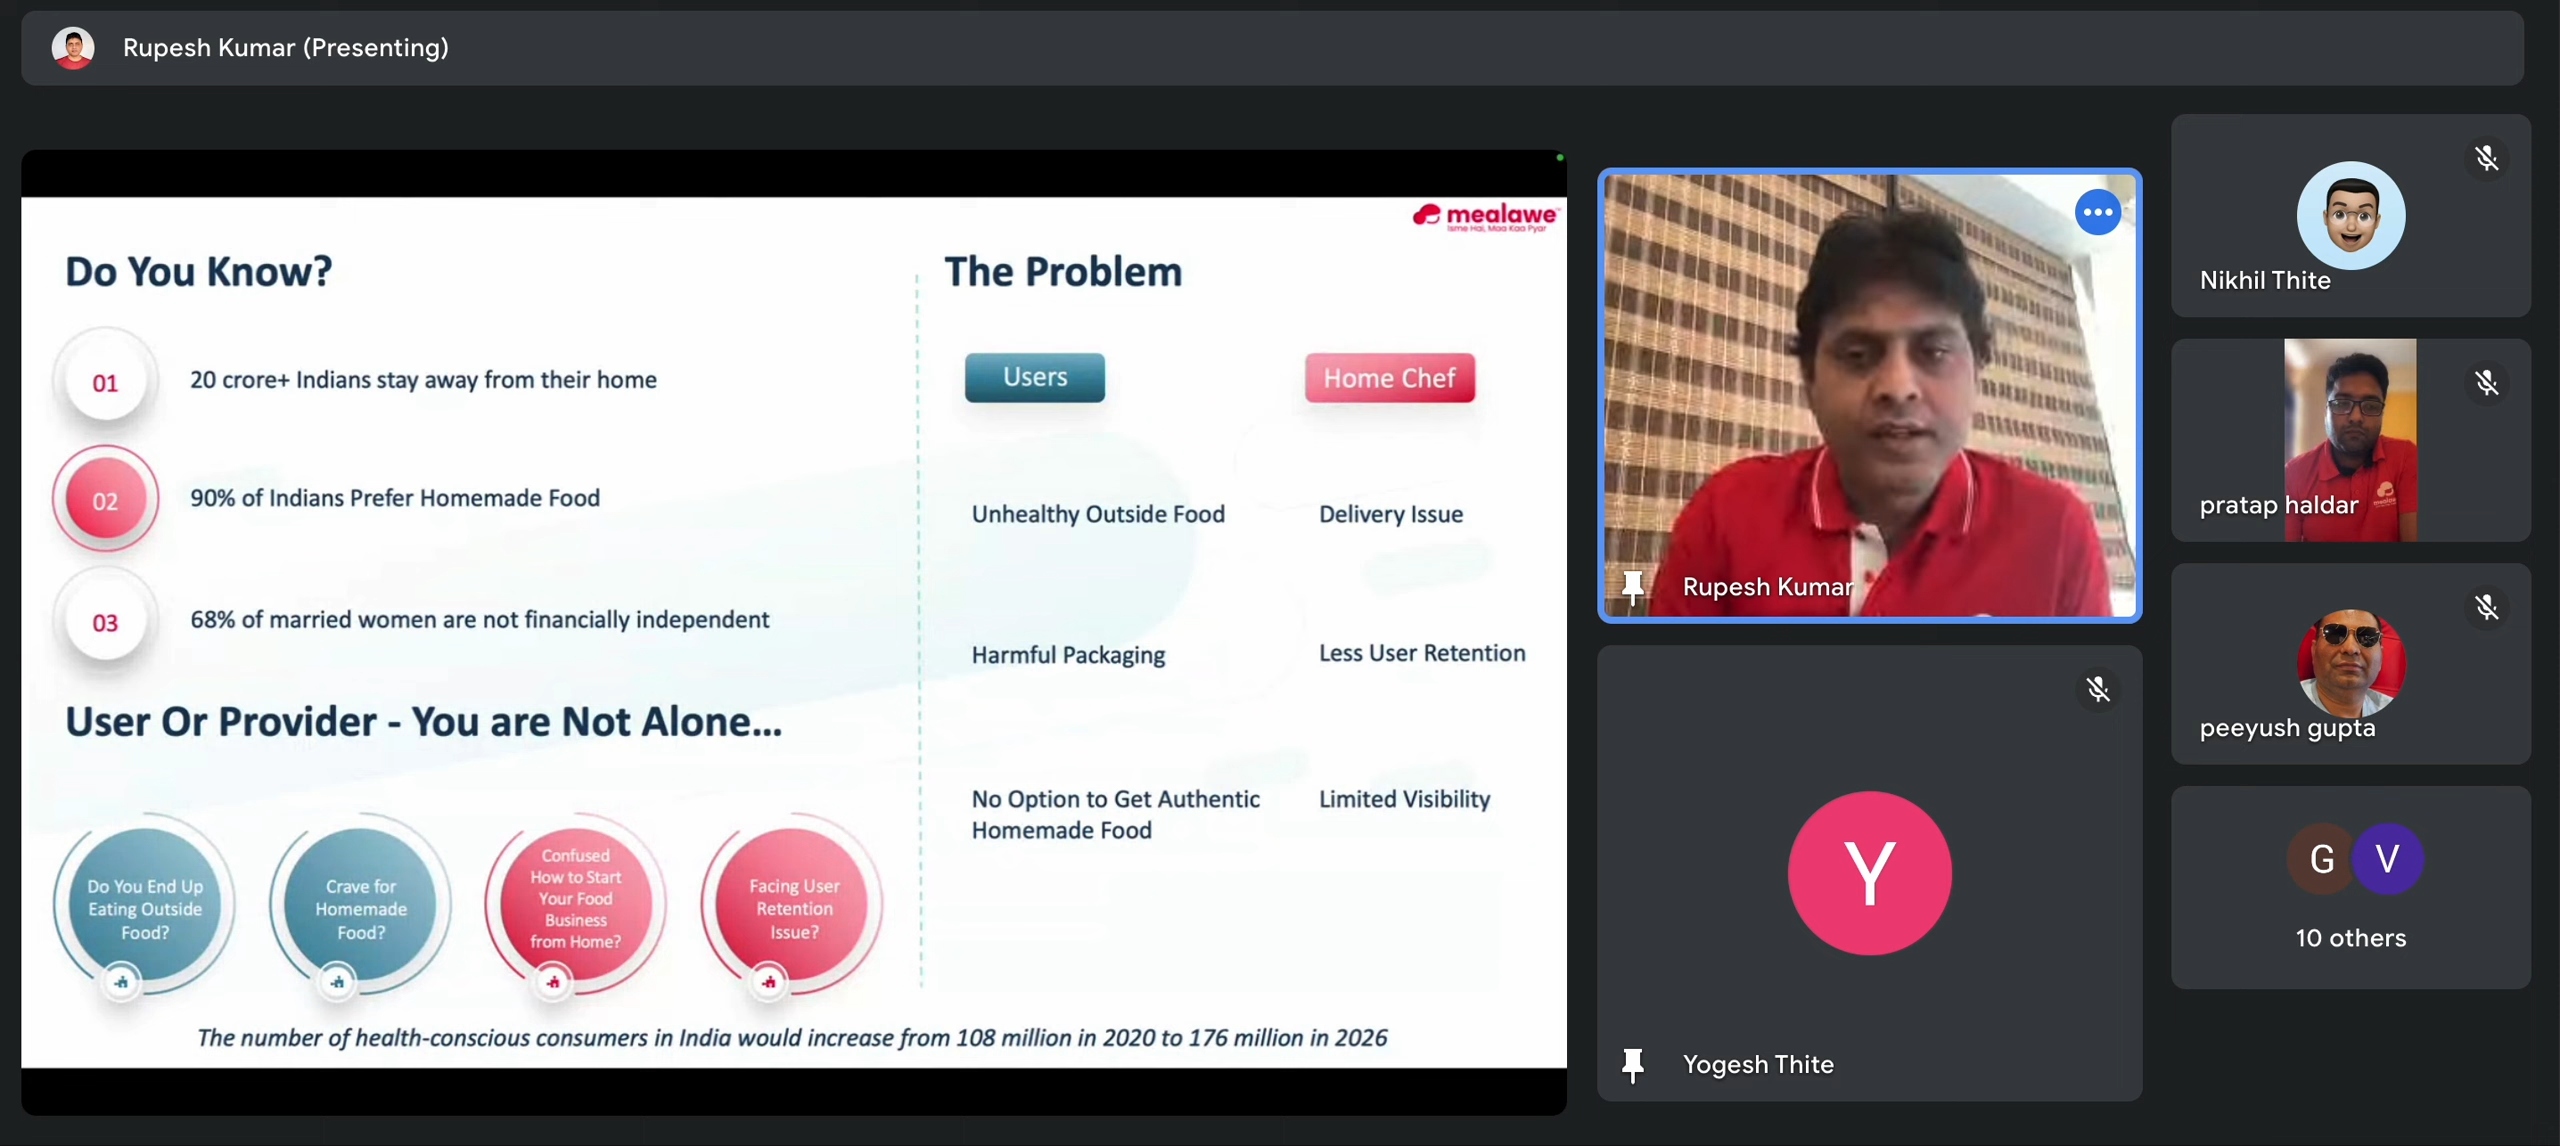 Rupesh Kumar (Presenting)
mealawe
Isme Hai, Maa Kaa Pyar
Do You Know?
01
20 crore+ Indians stay away from their home
02
90% of Indians Prefer Homemade Food
03
68% of married women are not financially independent
User Or Provider - You are Not Alone...
Do You End Up
Eating Outside
Food?
Crave for
Homemade
Food?
Confused
How to Start
Your Food
Business
from Home?
Facing User
Retention
Issue?
The Problem
Users
Home Chef
Unhealthy Outside Food
Delivery Issue
Harmful Packaging
Less User Retention
No Option to Get Authentic
Homemade Food
Limited Visibility
The number of health-conscious consumers in India would increase from 108 million in 2020 to 176 million in 2026
Rupesh Kumar
Y
Yogesh Thite
Nikhil Thite
pratap haldar
peeyush gupta
G
V
10 others